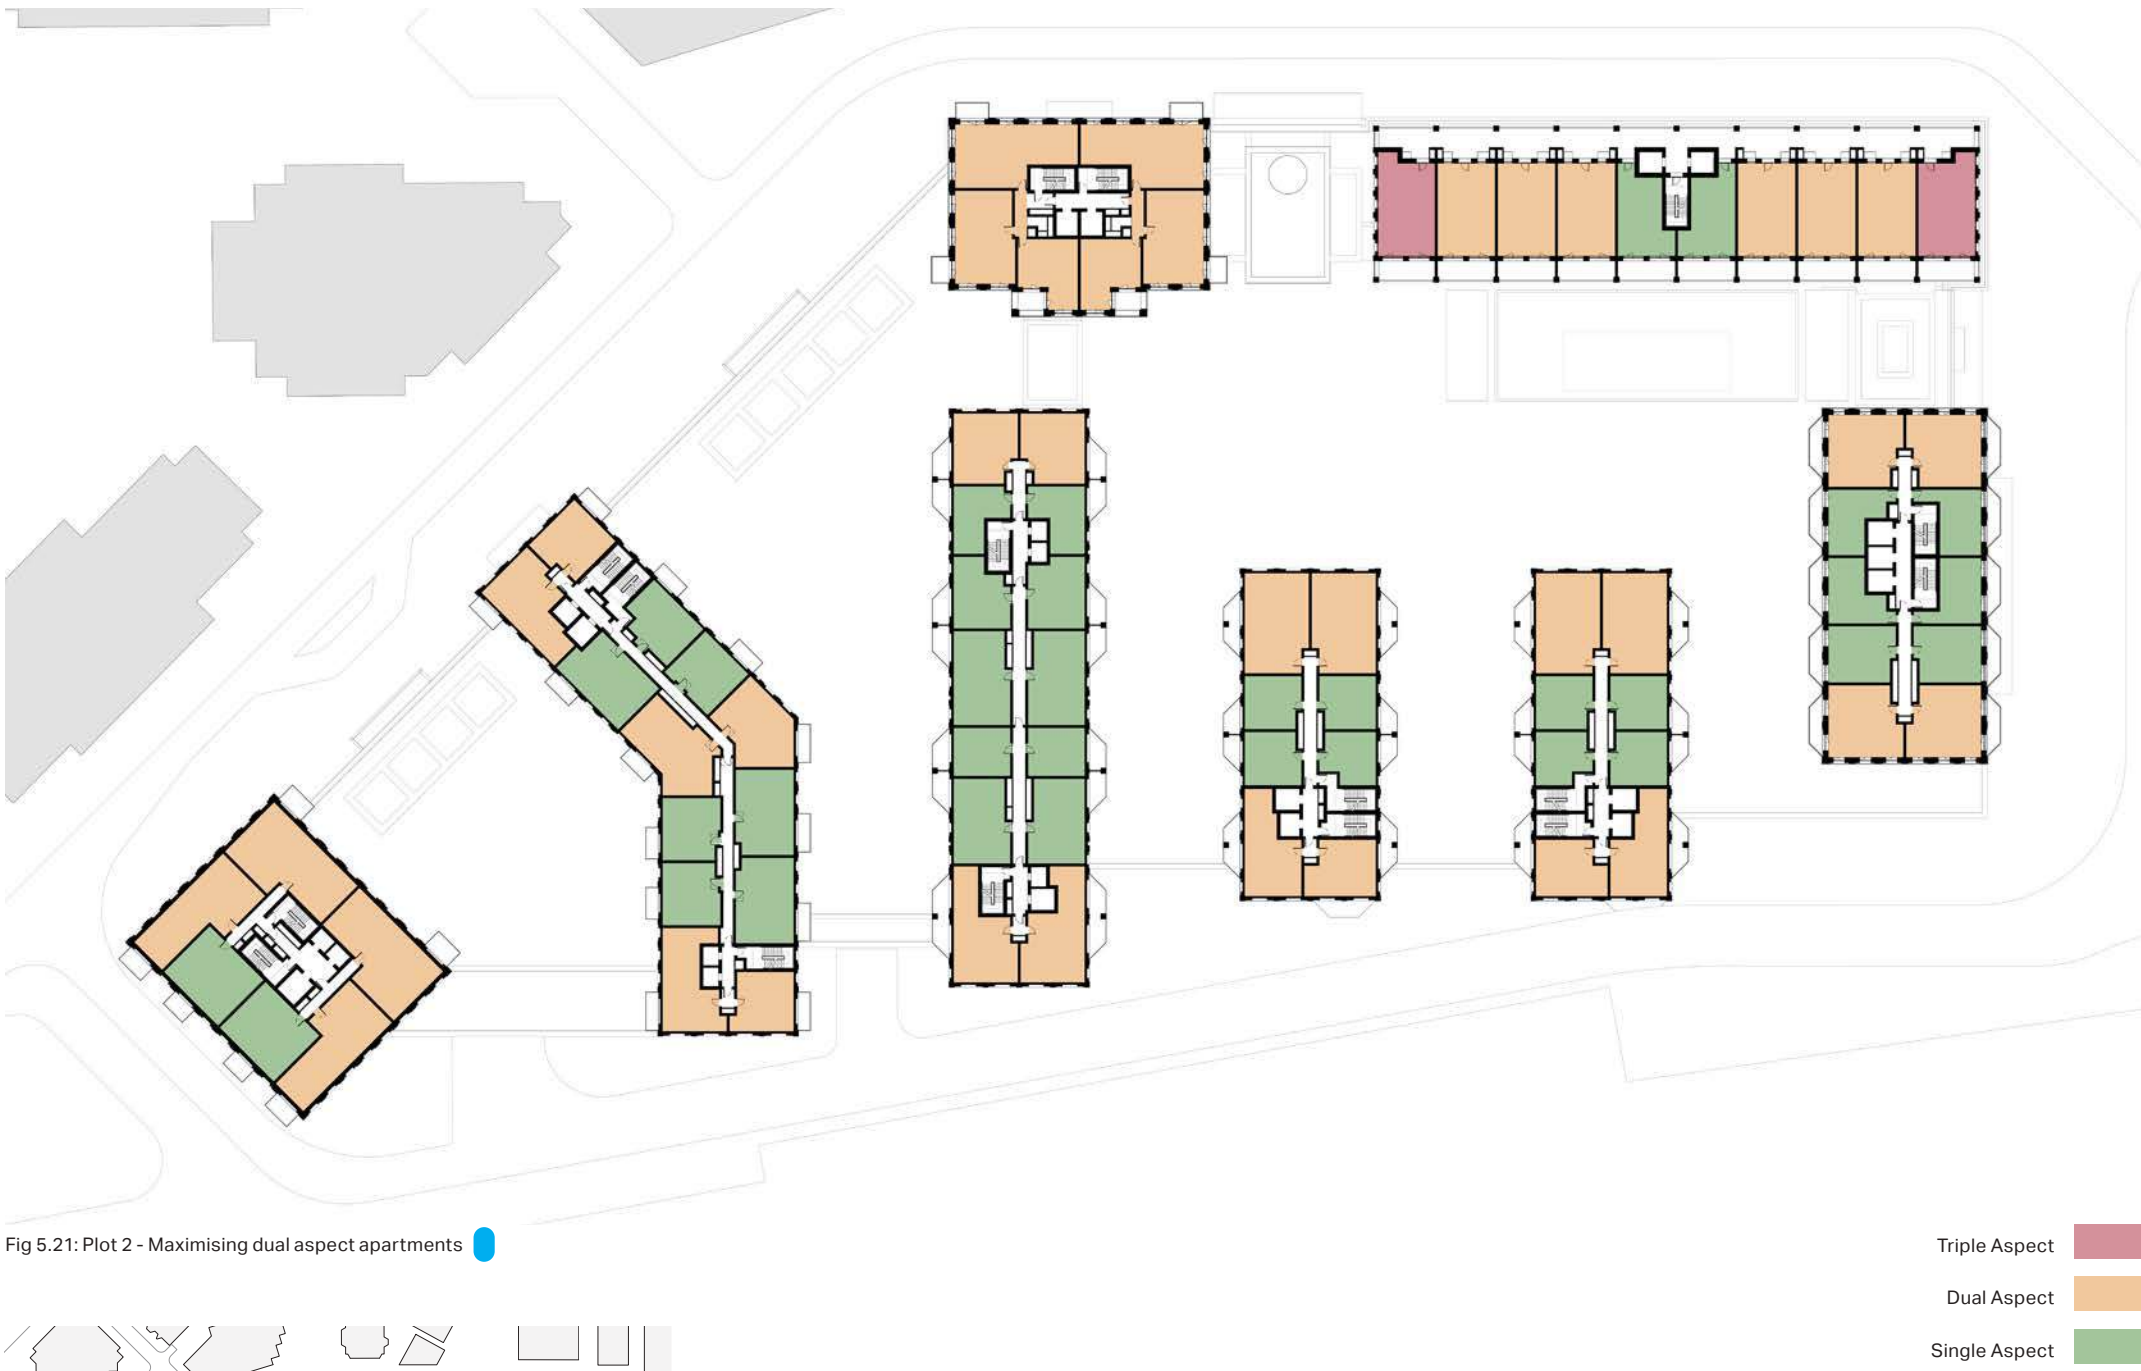 Fig 5.21: Plot 2 - Maximising dual aspect apartments
Triple Aspect
Dual Aspect
Single Aspect